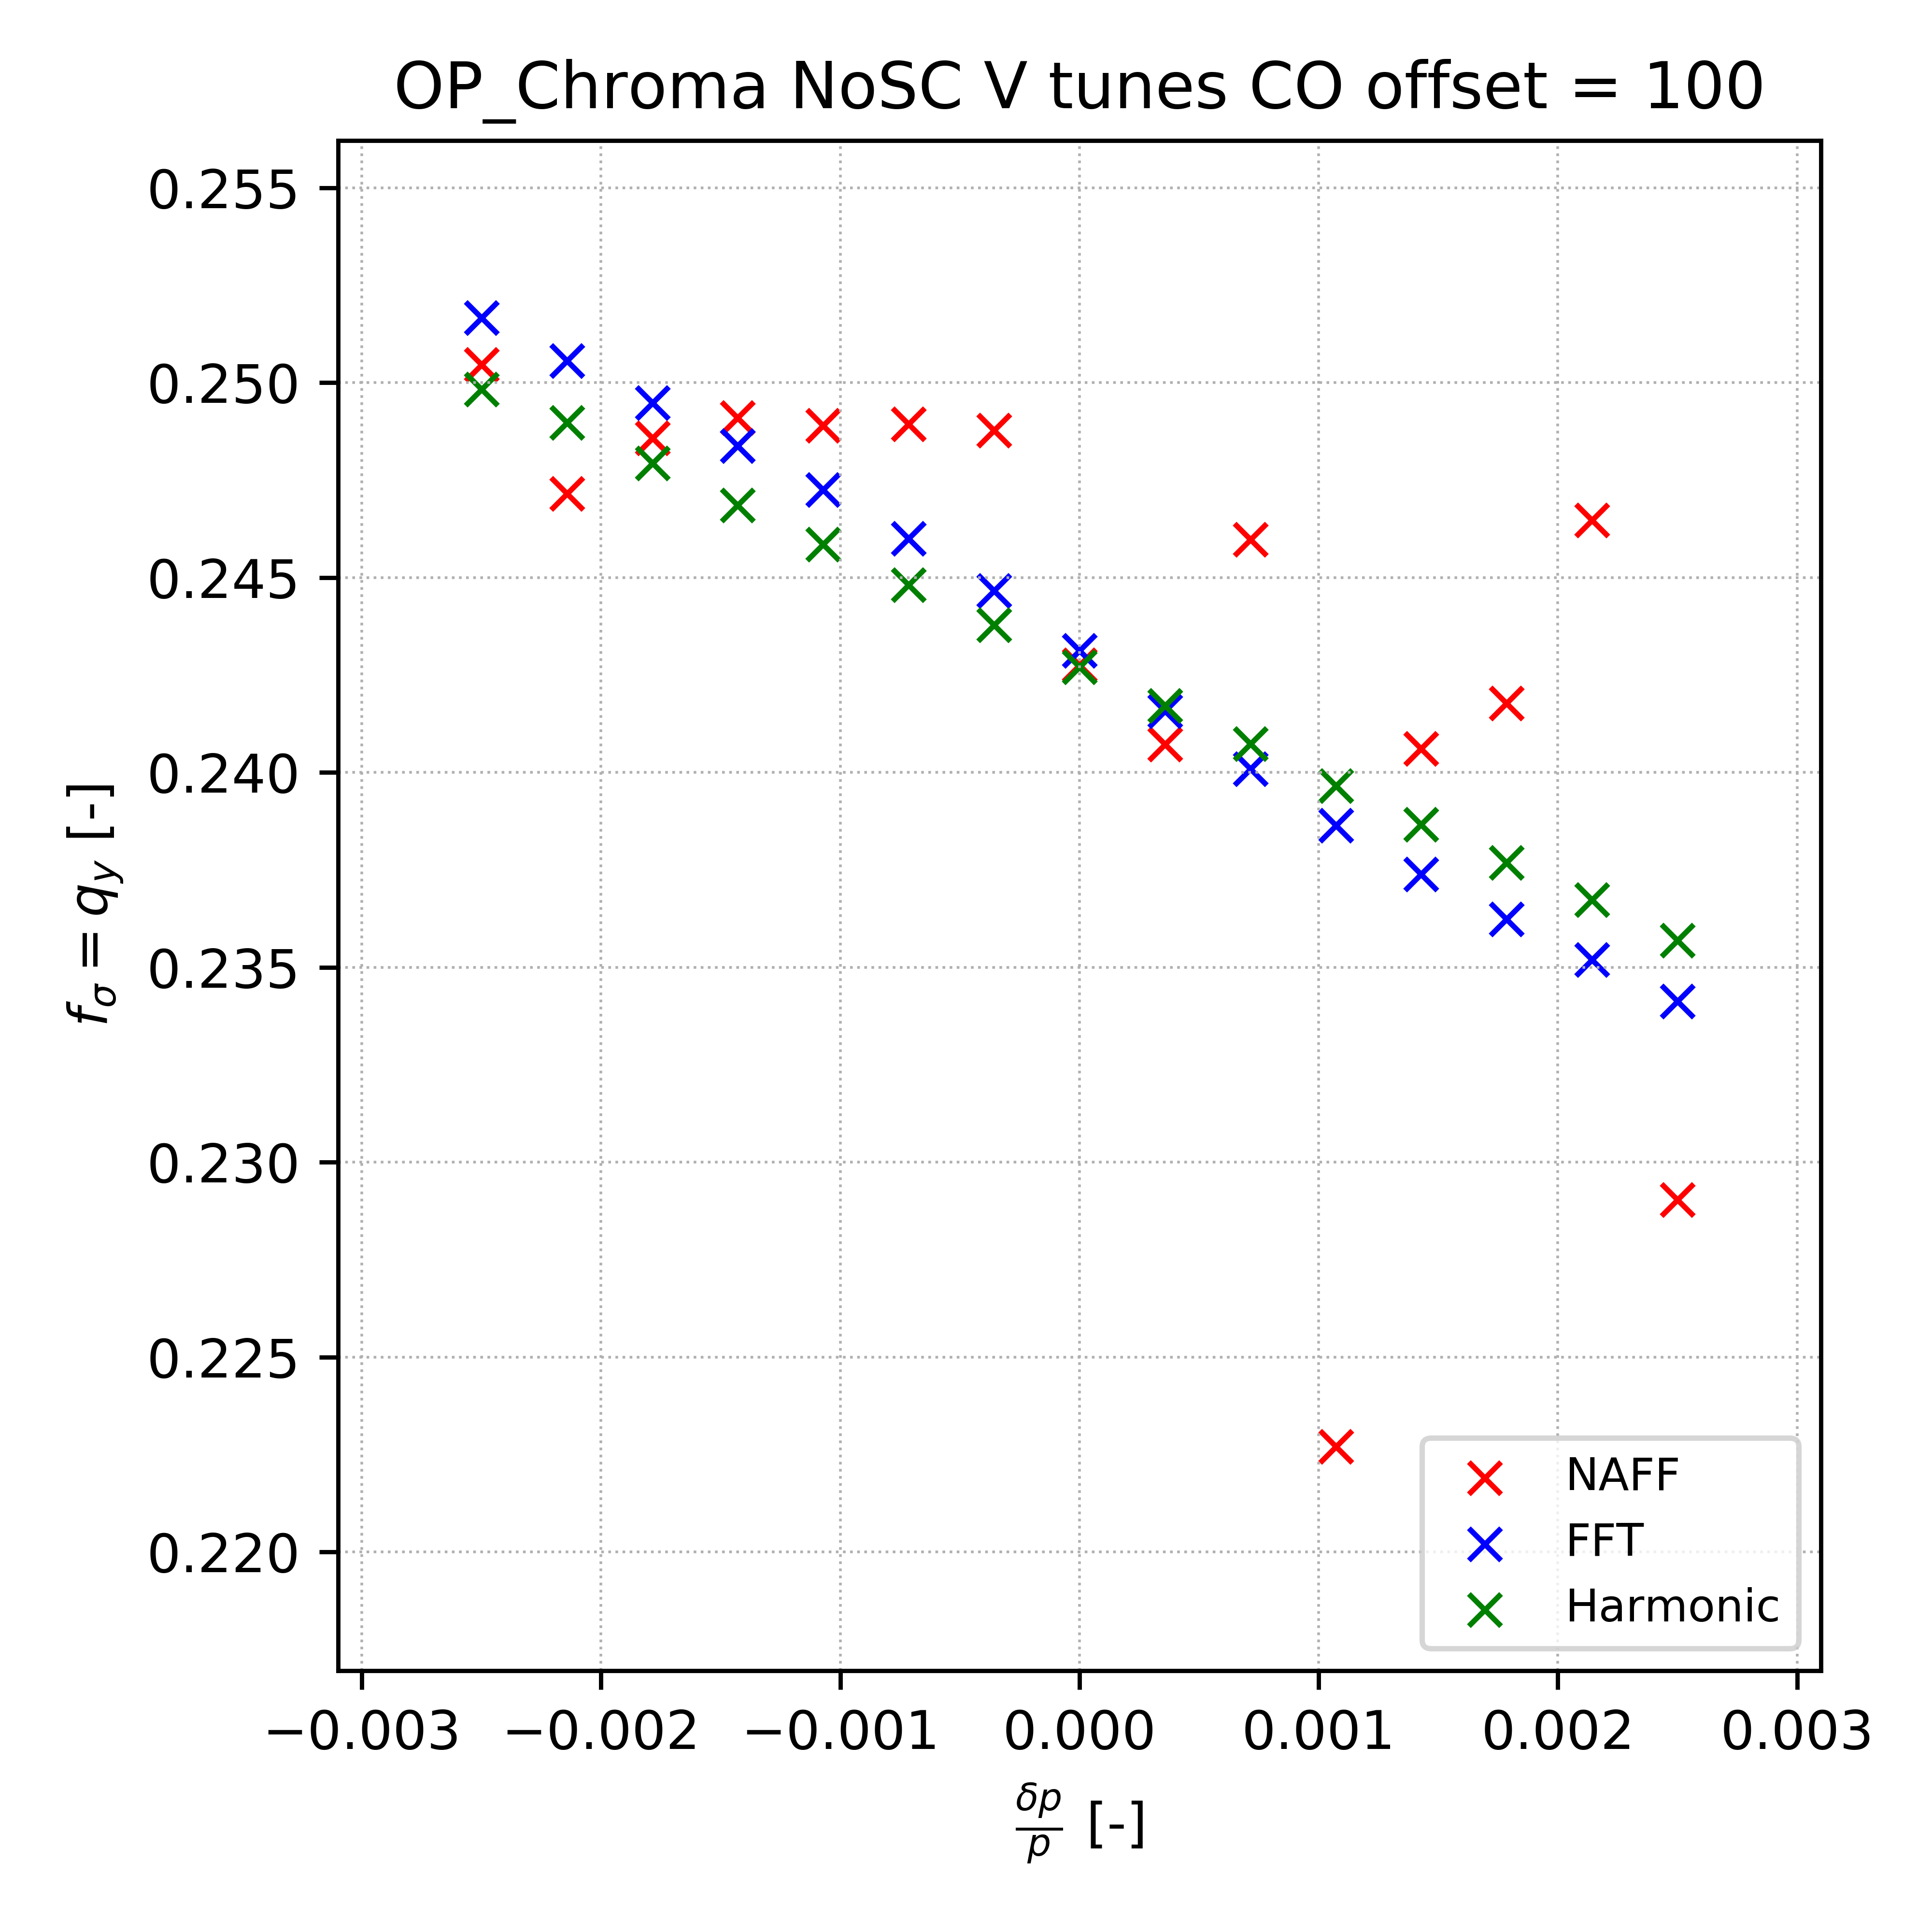 OP_Chroma NoSC V tunes CO offset = 100
0.255
0.250
0.245
0.240
0.235
0.230
0.225
0.220
f_σ = q_y [-]
NAFF
FFT
Harmonic
−0.003 −0.002 −0.001 0.000 0.001 0.002 0.003
δp/p [-]